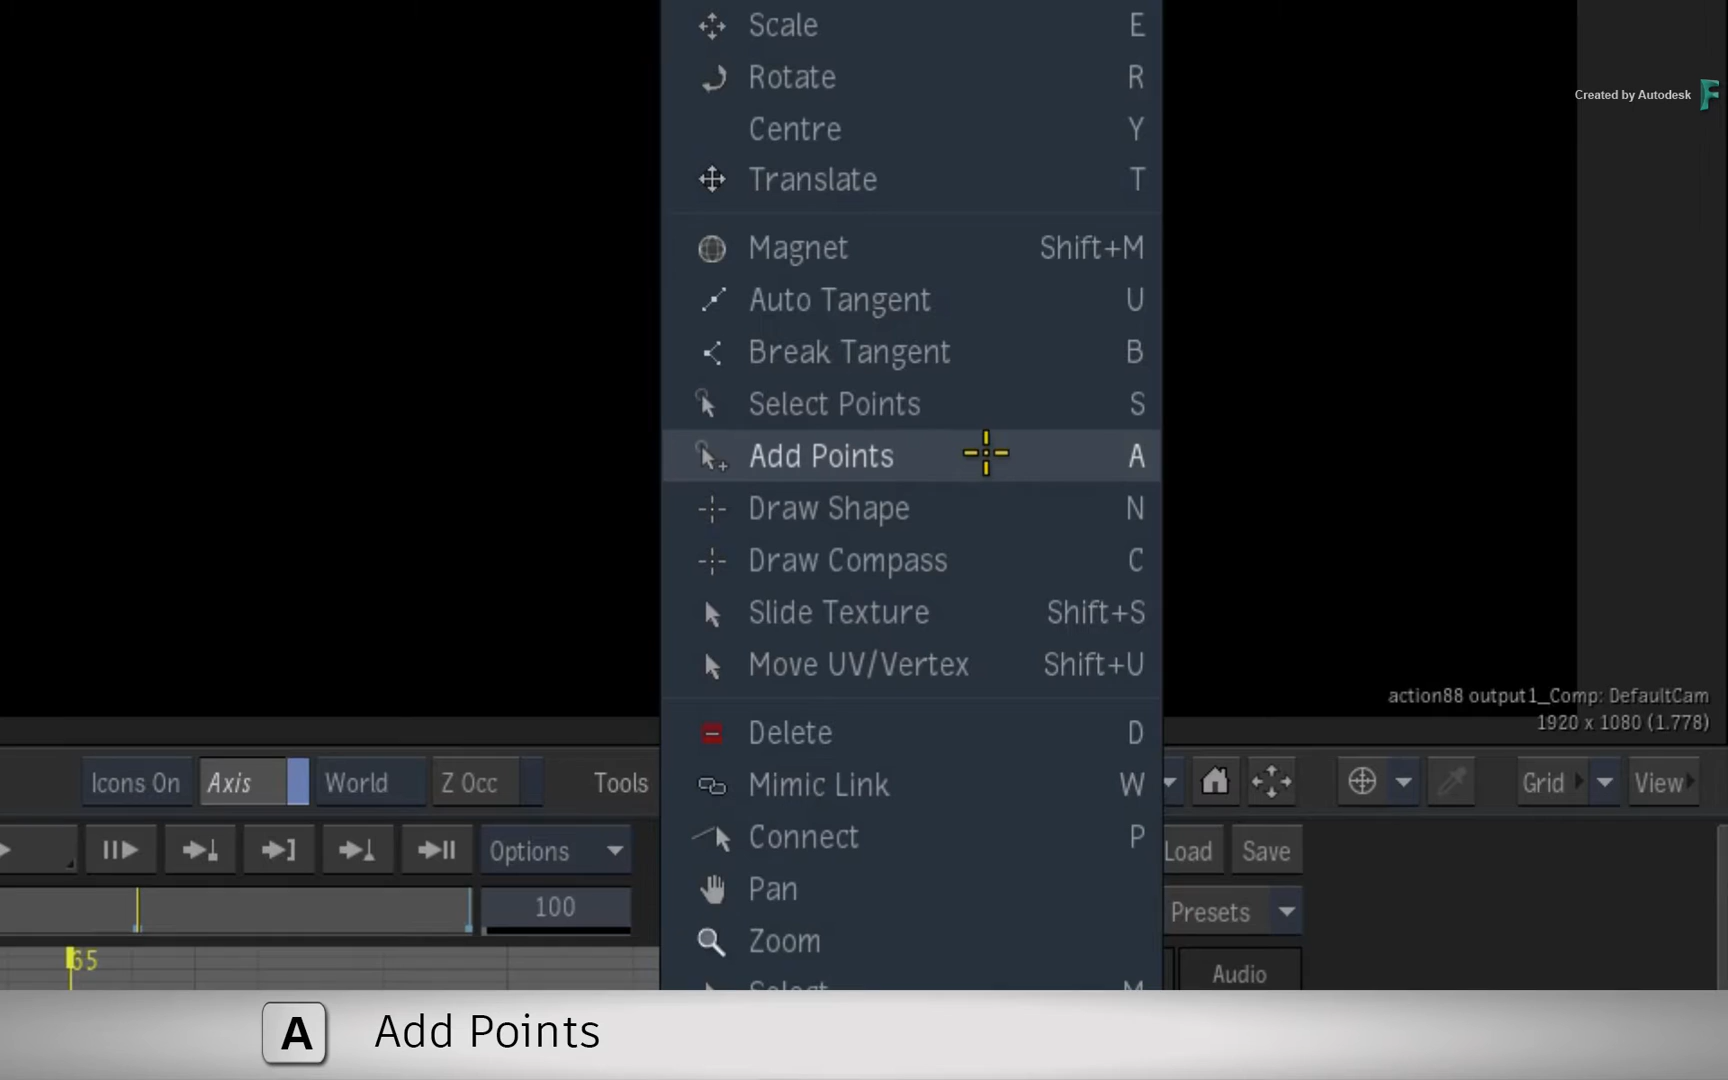 Scale E
Rotate R
Centre Y
Translate T
Magnet Shift+M
Auto Tangent U
Break Tangent B
Select Points S
Add Points A
Draw Shape N
Draw Compass C
Slide Texture Shift+S
Move UV/Vertex Shift+U
Delete D
Mimic Link W
Connect P
Pan
Zoom
Select M
Created by Autodesk
action88 output1_Comp: DefaultCam
1920 x 1080 (1.778)
Icons On Axis World Z Occ Tools Grid View
Options Load Save
100 Presets
65 Audio
A Add Points